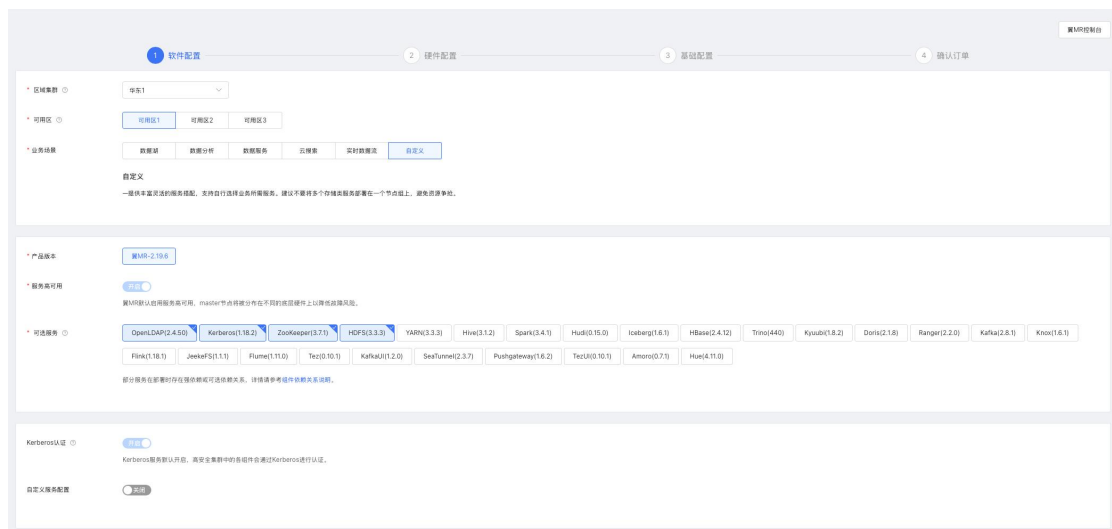 翼MR控制台
1 软件配置 2 硬件配置 3 基础配置 4 确认订单
* 区域集群 华东1
* 可用区 可用区1 可用区2 可用区3
* 业务场景 数据湖 数据分析 数据服务 云搜索 实时数据流 自定义
自定义
—提供丰富灵活的服务搭配，支持自行选择业务所需服务。建议不要将多个存储类服务部署在一个节点组上，避免资源争抢。
* 产品版本 翼MR-2.19.6
* 服务高可用 开启
翼MR默认启用服务高可用，master节点将被分布在不同的底层硬件上以降低故障风险。
* 可选服务 OpenLDAP(2.4.50) Kerberos(1.18.2) ZooKeeper(3.7.1) HDFS(3.3.3) YARN(3.3.3) Hive(3.1.2) Spark(3.4.1) Hudi(0.15.0) Iceberg(1.6.1) HBase(2.4.12) Trino(440) Kyuubi(1.8.2) Doris(2.1.8) Ranger(2.2.0) Kafka(2.8.1) Knox(1.6.1)
Flink(1.18.1) JeekeFS(1.1.1) Flume(1.11.0) Tez(0.10.1) KafkaUI(1.2.0) SeaTunnel(2.3.7) Pushgateway(1.6.2) TezUI(0.10.1) Amoro(0.7.1) Hue(4.11.0)
部分服务在部署时存在强依赖或可选依赖关系，详情请参考组件依赖关系说明。
Kerberos认证 开启
Kerberos服务默认开启，高安全集群中的各组件会通过Kerberos进行认证。
自定义服务配置 关闭